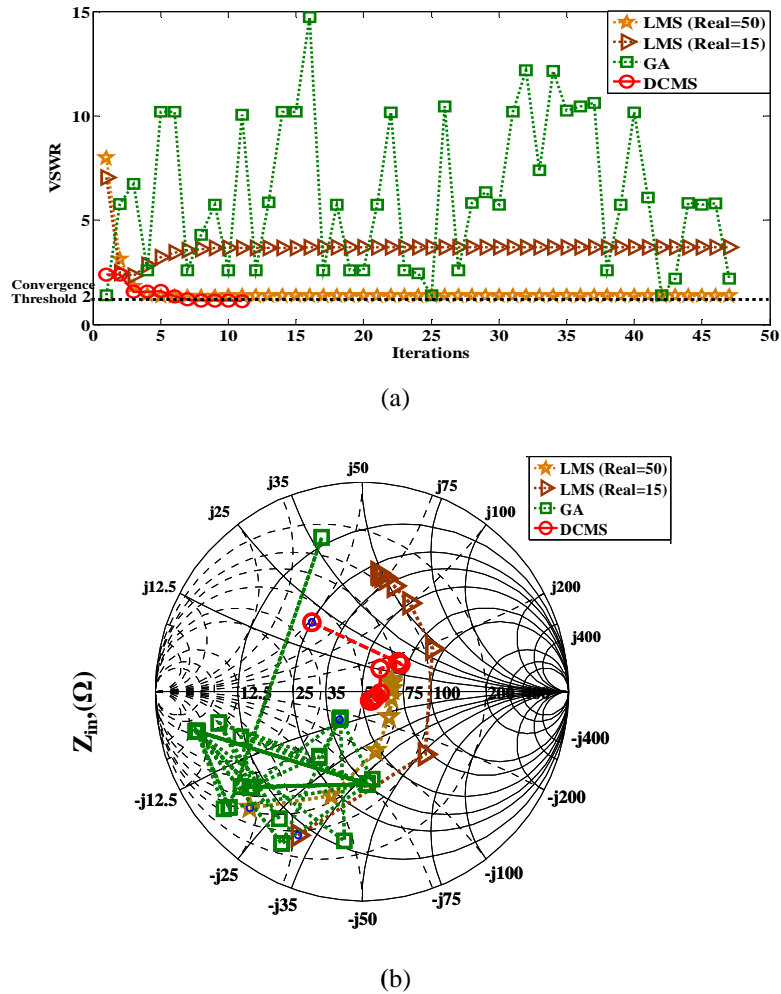 15
10
5
0
VSWR
Convergence
Threshold 2
LMS (Real=50)
LMS (Real=15)
GA
DCMS
0 5 10 15 20 25 30 35 40 45 50
Iterations
(a)
LMS (Real=50)
LMS (Real=15)
GA
DCMS
j50
j35
j75
j25
j100
j12.5
j200
j400
12.5 25 35 75 100 200
Zin,(Ω)
-j400
-j12.5
-j200
-j25
-j100
-j35
-j75
-j50
(b)